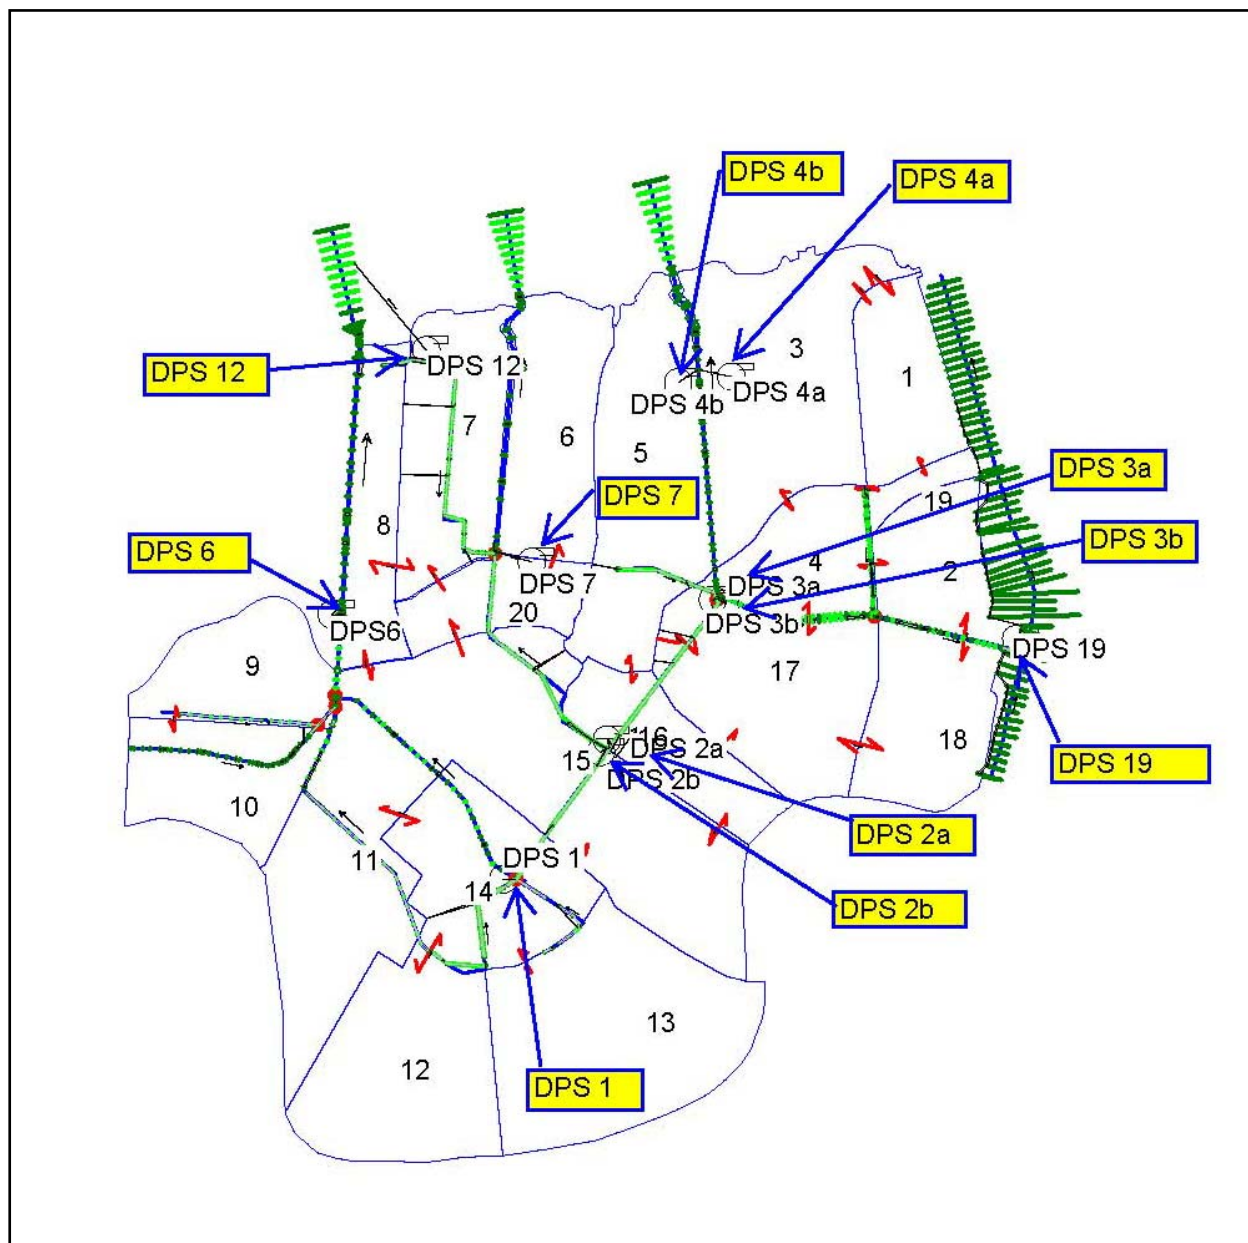 DPS 4b
DPS 4a
3
DPS 12
DPS 12
1
DPS 4b
DPS 4a
7
6
5
DPS 3a
DPS 7
19
8
DPS 3b
DPS 6
4
2
DPS 7
DPS 3a
20
DPS6
DPS 3b
DPS 19
9
17
16
18
15
DPS 2a
DPS 19
DPS 2b
10
DPS 2a
11
DPS 1
14
DPS 2b
13
12
DPS 1